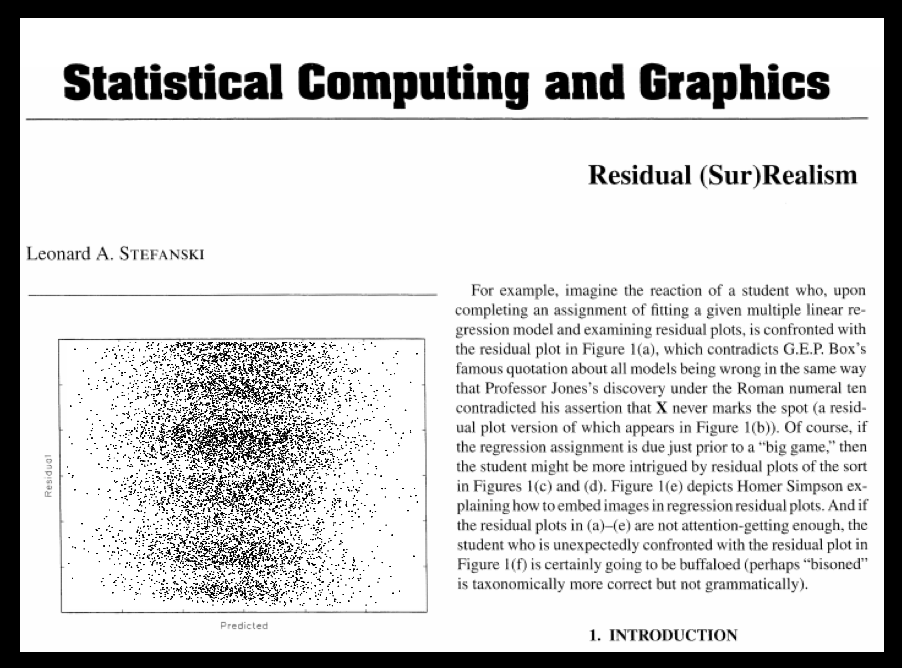 Statistical Computing and Graphics
Residual (Sur)Realism
Leonard A. STEFANSKI
Residual
Predicted
For example, imagine the reaction of a student who, upon
completing an assignment of fitting a given multiple linear re-
gression model and examining residual plots, is confronted with
the residual plot in Figure 1(a), which contradicts G.E.P. Box's
famous quotation about all models being wrong in the same way
that Professor Jones's discovery under the Roman numeral ten
contradicted his assertion that X never marks the spot (a resid-
ual plot version of which appears in Figure 1(b)). Of course, if
the regression assignment is due just prior to a “big game,” then
the student might be more intrigued by residual plots of the sort
in Figures 1(c) and (d). Figure 1(e) depicts Homer Simpson ex-
plaining how to embed images in regression residual plots. And if
the residual plots in (a)–(e) are not attention-getting enough, the
student who is unexpectedly confronted with the residual plot in
Figure 1(f) is certainly going to be buffaloed (perhaps “bisoned”
is taxonomically more correct but not grammatically).
1. INTRODUCTION